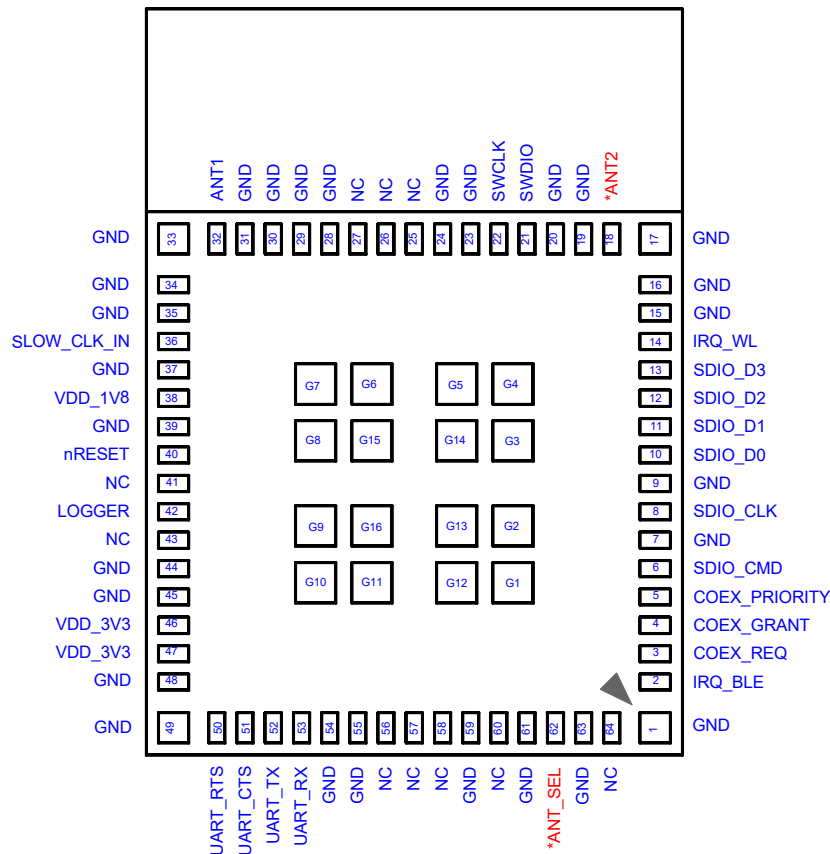 ANT1
GND
GND
GND
GND
NC
NC
NC
GND
GND
SWCLK
SWDIO
GND
GND
*ANT2
GND 33 32 31 30 29 28 27 26 25 24 23 22 21 20 19 18 17 GND
GND 34 16 GND
GND 35 15 GND
SLOW_CLK_IN 36 14 IRQ_WL
GND 37 13 SDIO_D3
G7 G6 G5 G4
VDD_1V8 38 12 SDIO_D2
GND 39 11 SDIO_D1
G8 G15 G14 G3
nRESET 40 10 SDIO_D0
NC 41 9 GND
LOGGER 42 8 SDIO_CLK
G9 G16 G13 G2
NC 43 7 GND
GND 44 6 SDIO_CMD
G10 G11 G12 G1
GND 45 5 COEX_PRIORITY
VDD_3V3 46 4 COEX_GRANT
VDD_3V3 47 3 COEX_REQ
GND 48 2 IRQ_BLE
GND 49 50 51 52 53 54 55 56 57 58 59 60 61 62 63 64 1 GND
UART_RTS
UART_CTS
UART_TX
UART_RX
GND
GND
NC
NC
NC
GND
NC
GND
*ANT_SEL
GND
NC